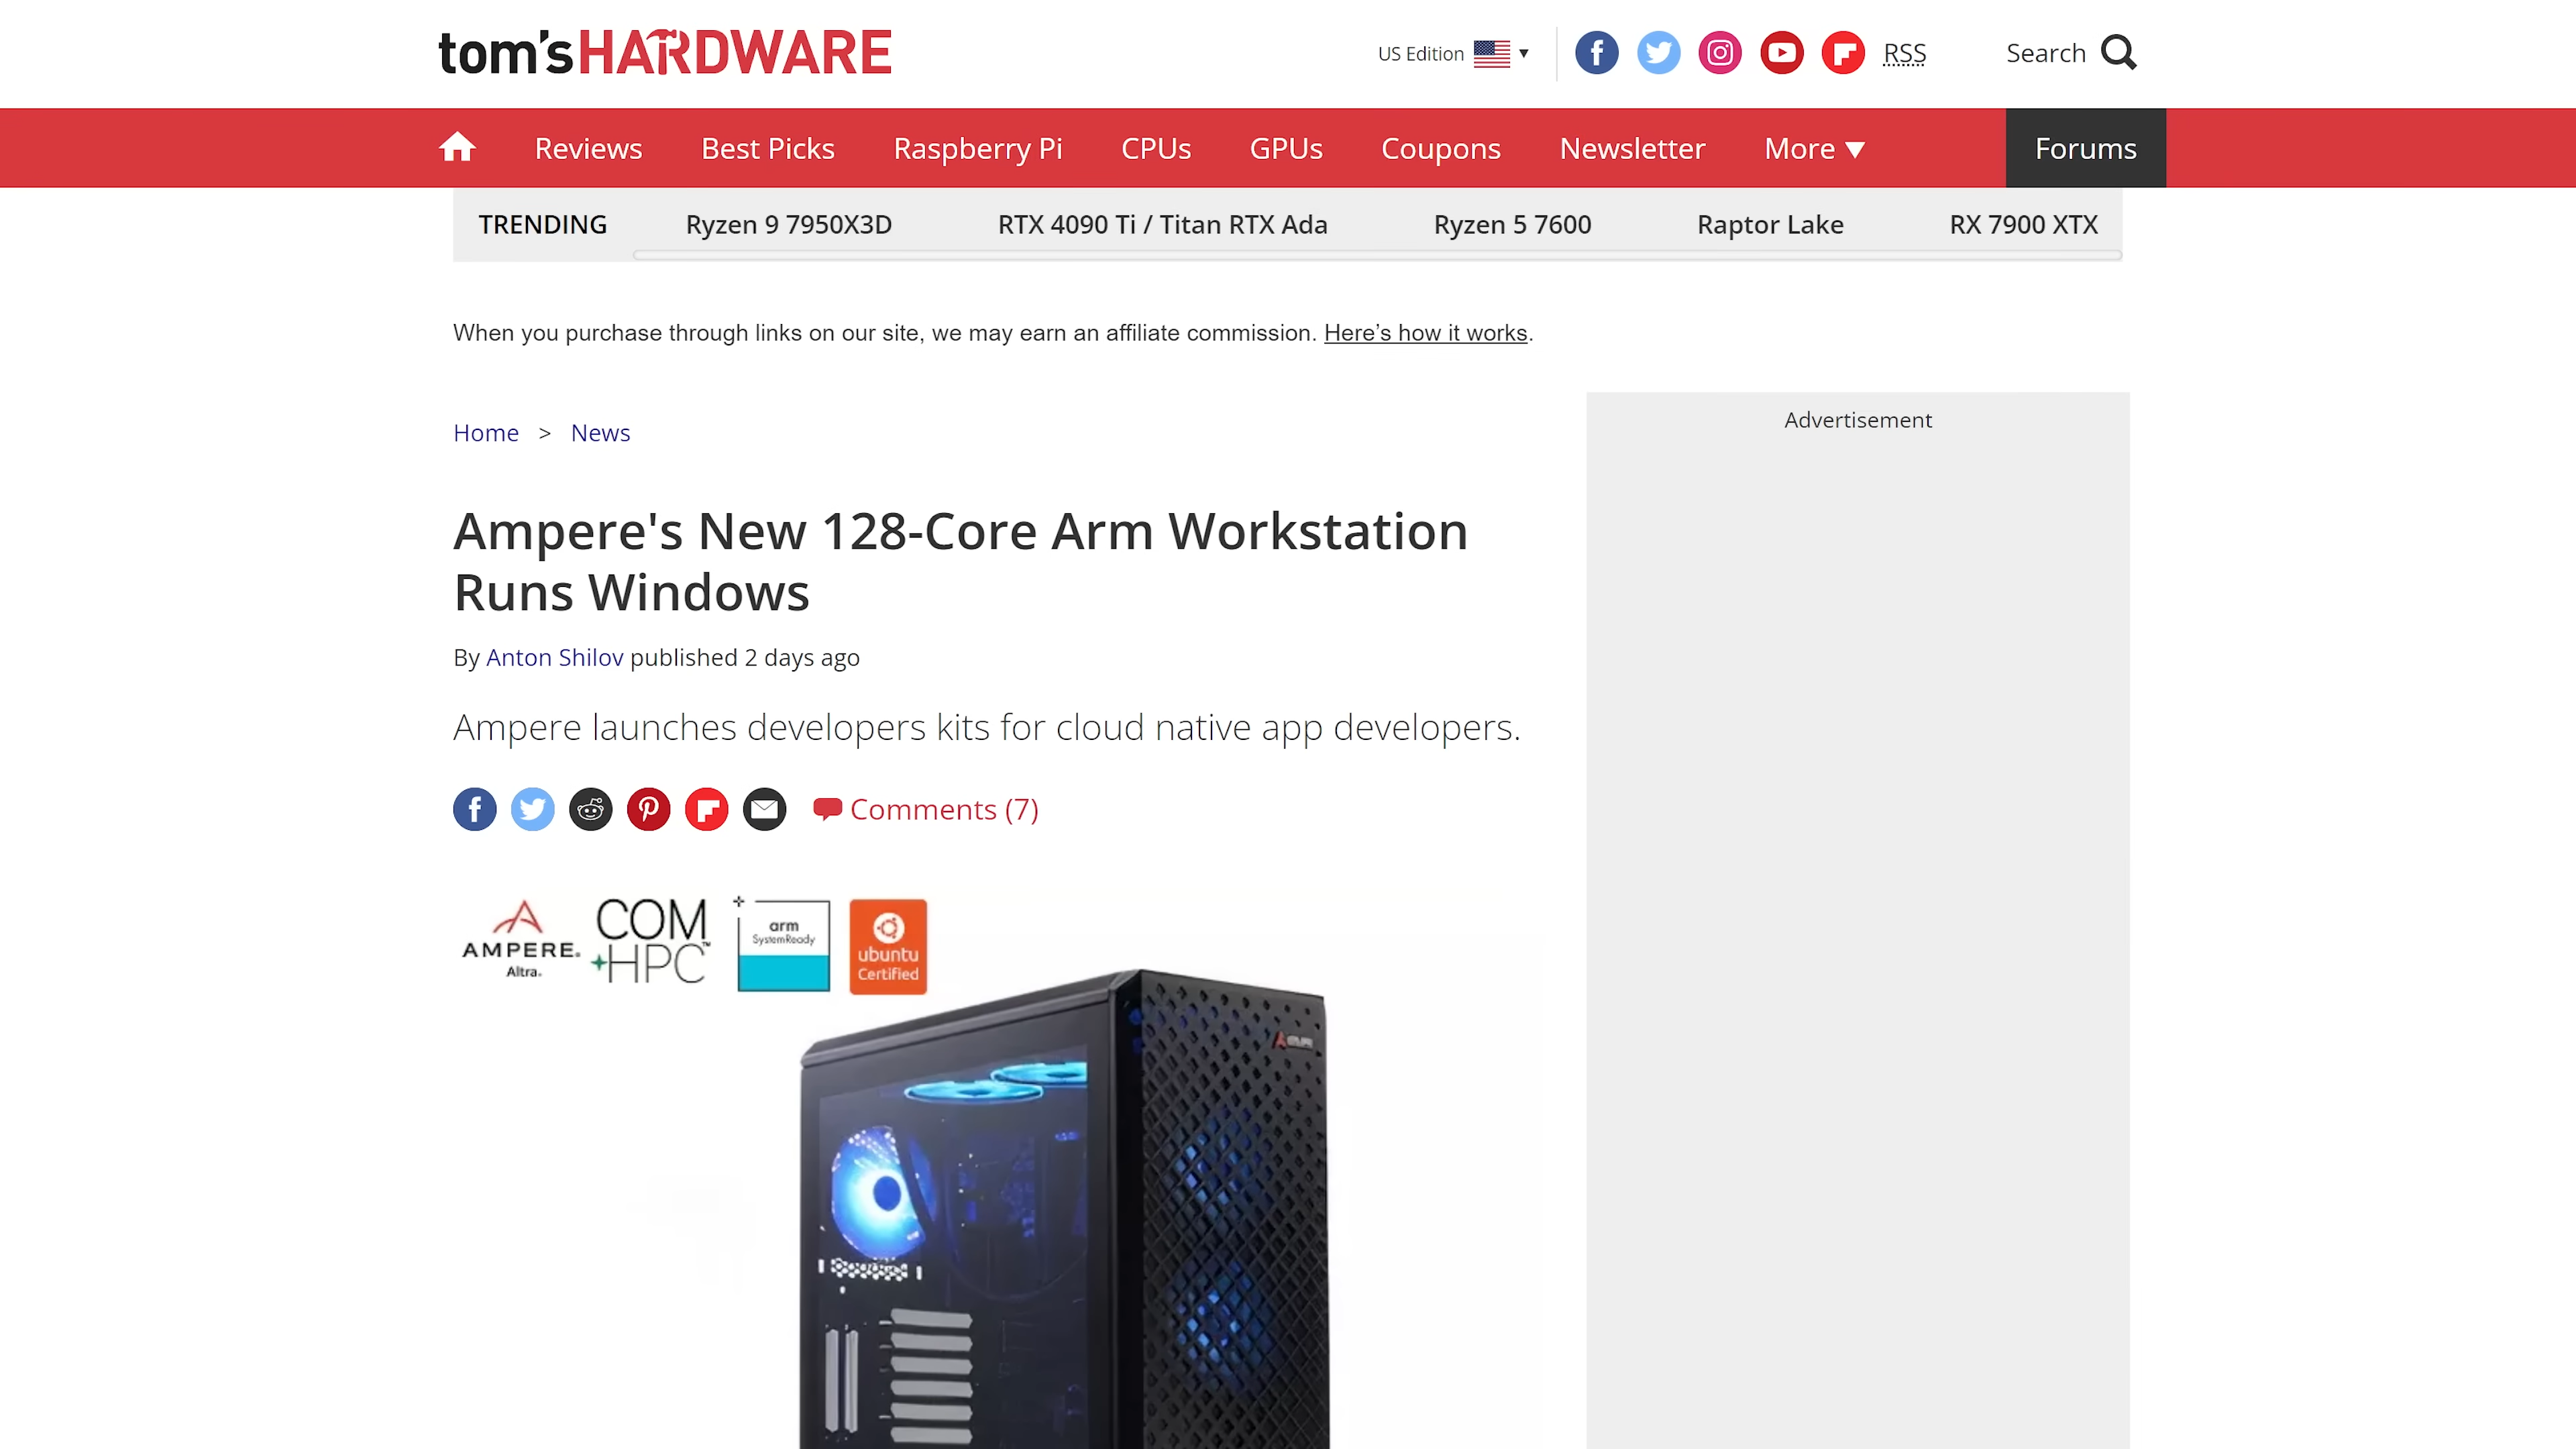 tom's HARDWARE
US Edition
RSS
Search
Reviews
Best Picks
Raspberry Pi
CPUs
GPUs
Coupons
Newsletter
More
Forums
TRENDING
Ryzen 9 7950X3D
RTX 4090 Ti / Titan RTX Ada
Ryzen 5 7600
Raptor Lake
RX 7900 XTX
When you purchase through links on our site, we may earn an affiliate commission. Here's how it works.
Advertisement
Home > News
Ampere's New 128-Core Arm Workstation
Runs Windows
By Anton Shilov published 2 days ago
Ampere launches developers kits for cloud native app developers.
Comments (7)
AMPERE.
Altra.
COM
HPC™
arm
SystemReady
ubuntu
Certified